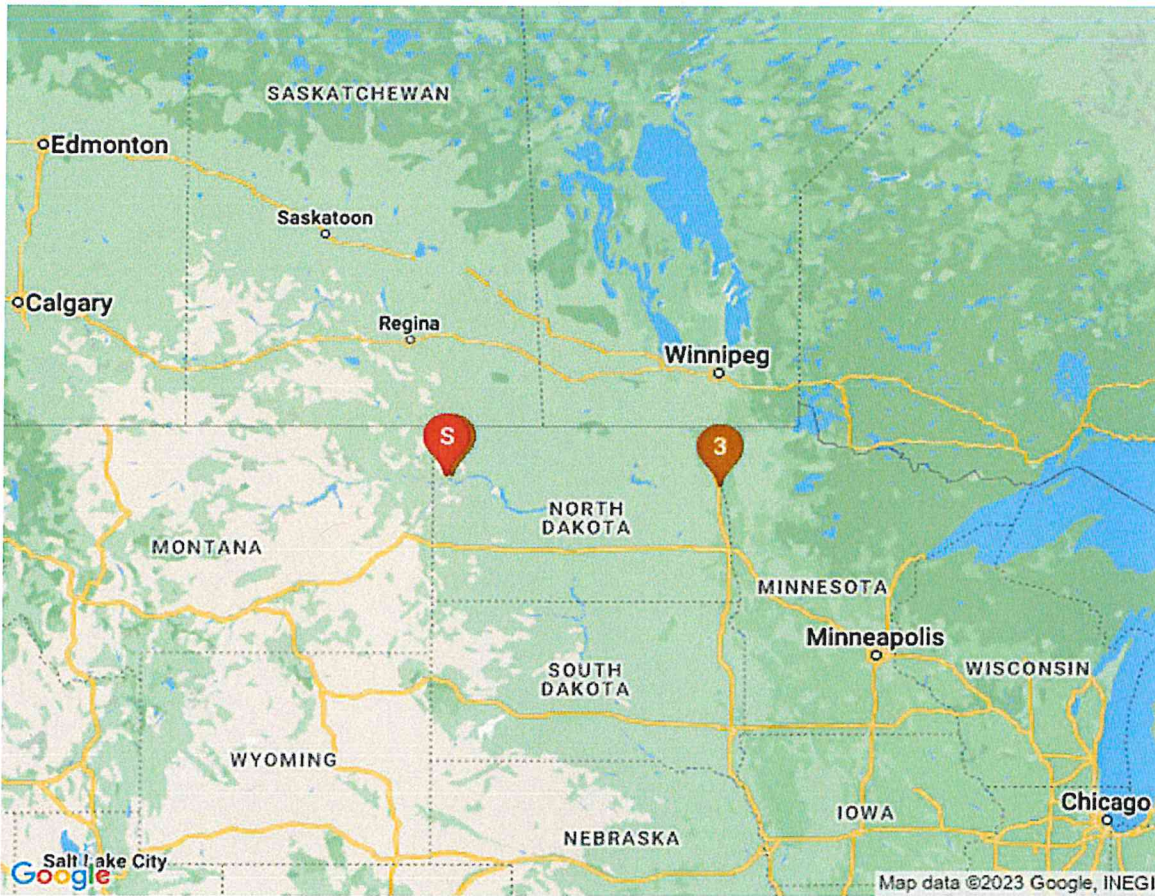 SASKATCHEWAN
Edmonton
Saskatoon
Calgary
Regina
Winnipeg
S
3
NORTH
DAKOTA
MONTANA
MINNESOTA
Minneapolis
SOUTH
DAKOTA
WISCONSIN
WYOMING
Chicago
IOWA
NEBRASKA
Salt Lake City
Google
Map data ©2023 Google, INEGI